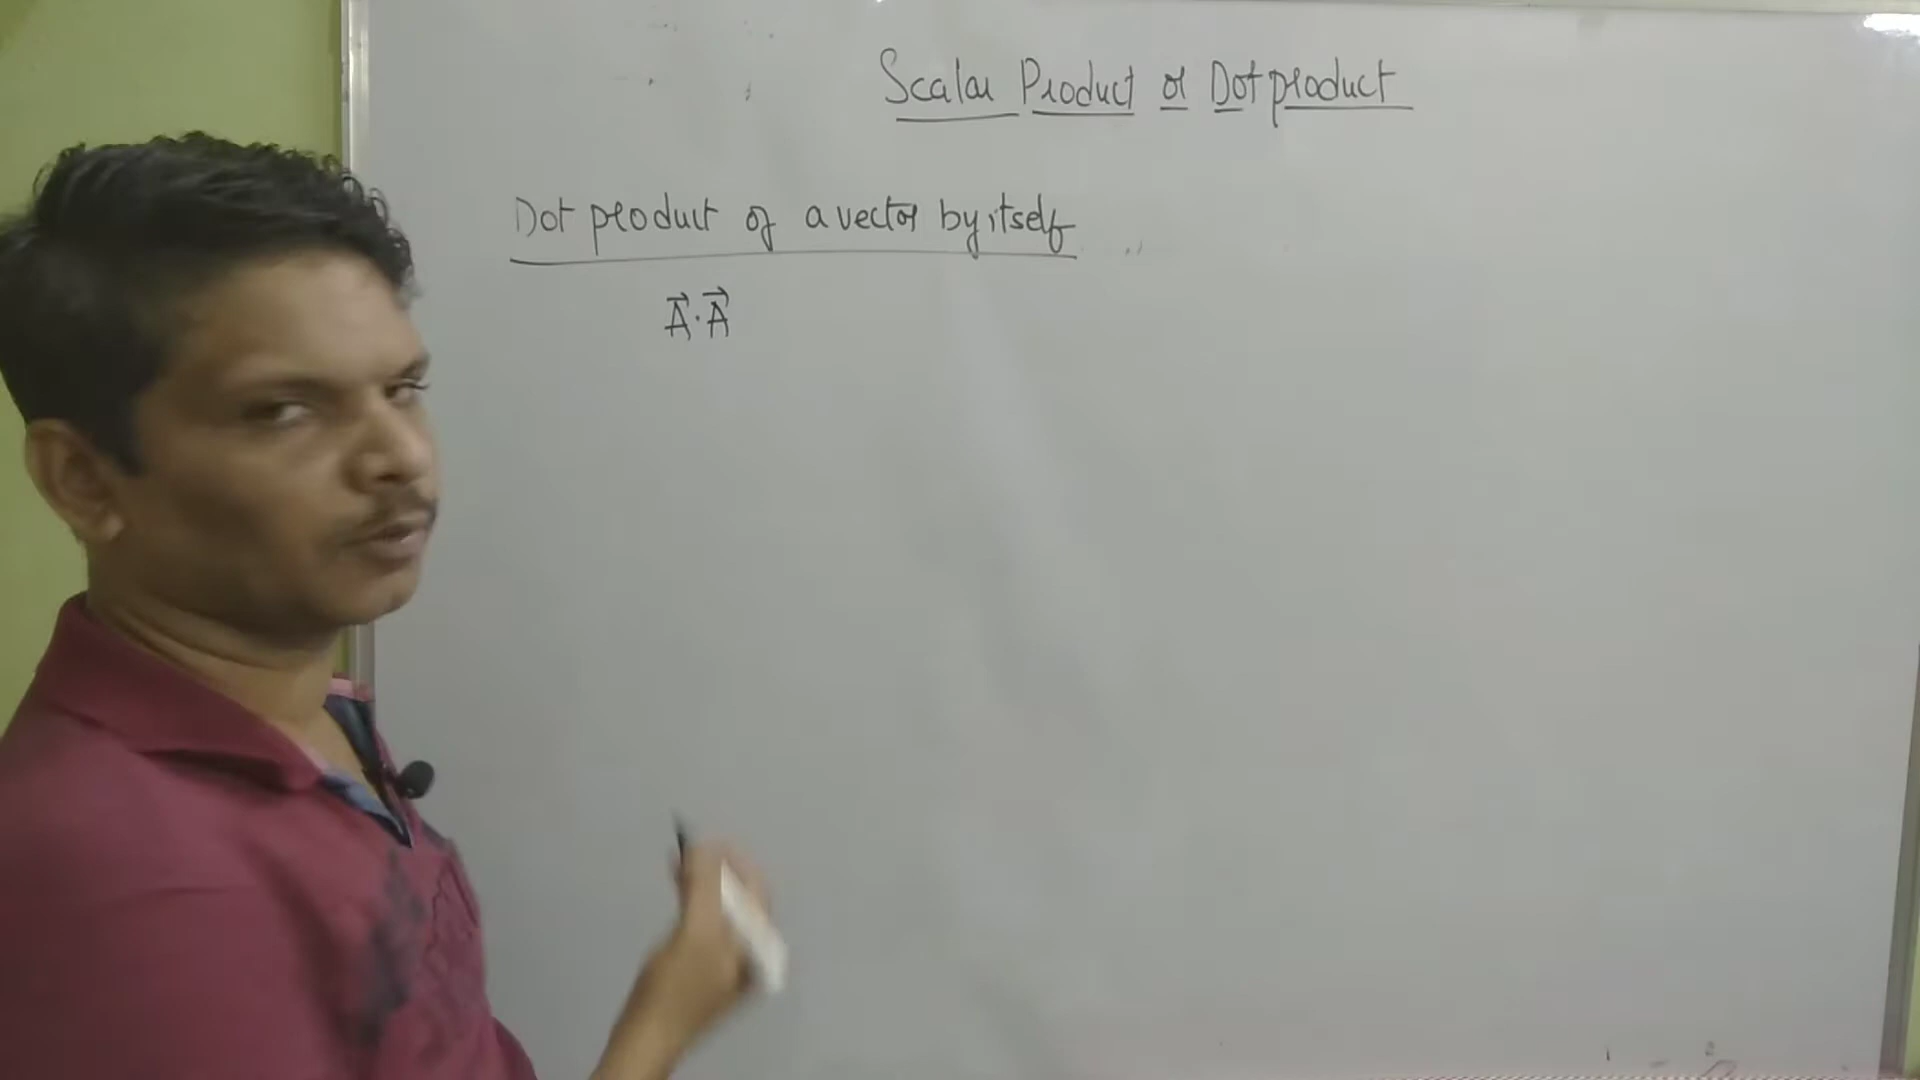 Scalar Product or Dot product
Dot product of a vector by itself
A⃗·A⃗